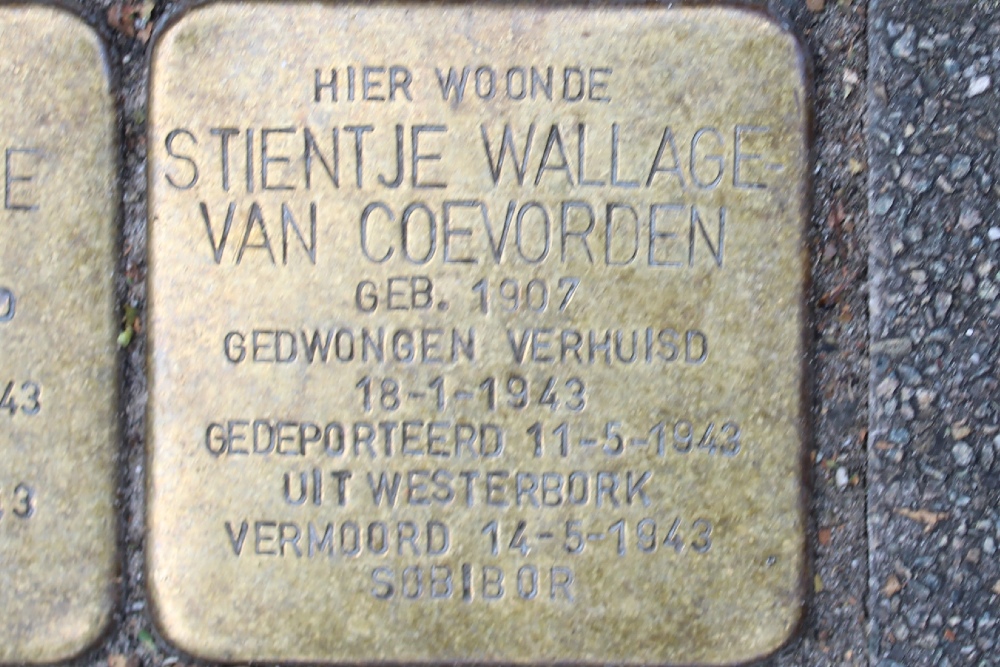 HIER WOONDE
STIENTJE WALLAGE-
VAN COEVORDEN
GEB. 1907
GEDWONGEN VERHUISD
18-1-1943
GEDEPORTEERD 11-5-1943
UIT WESTERBORK
VERMOORD 14-5-1943
SOBIBOR